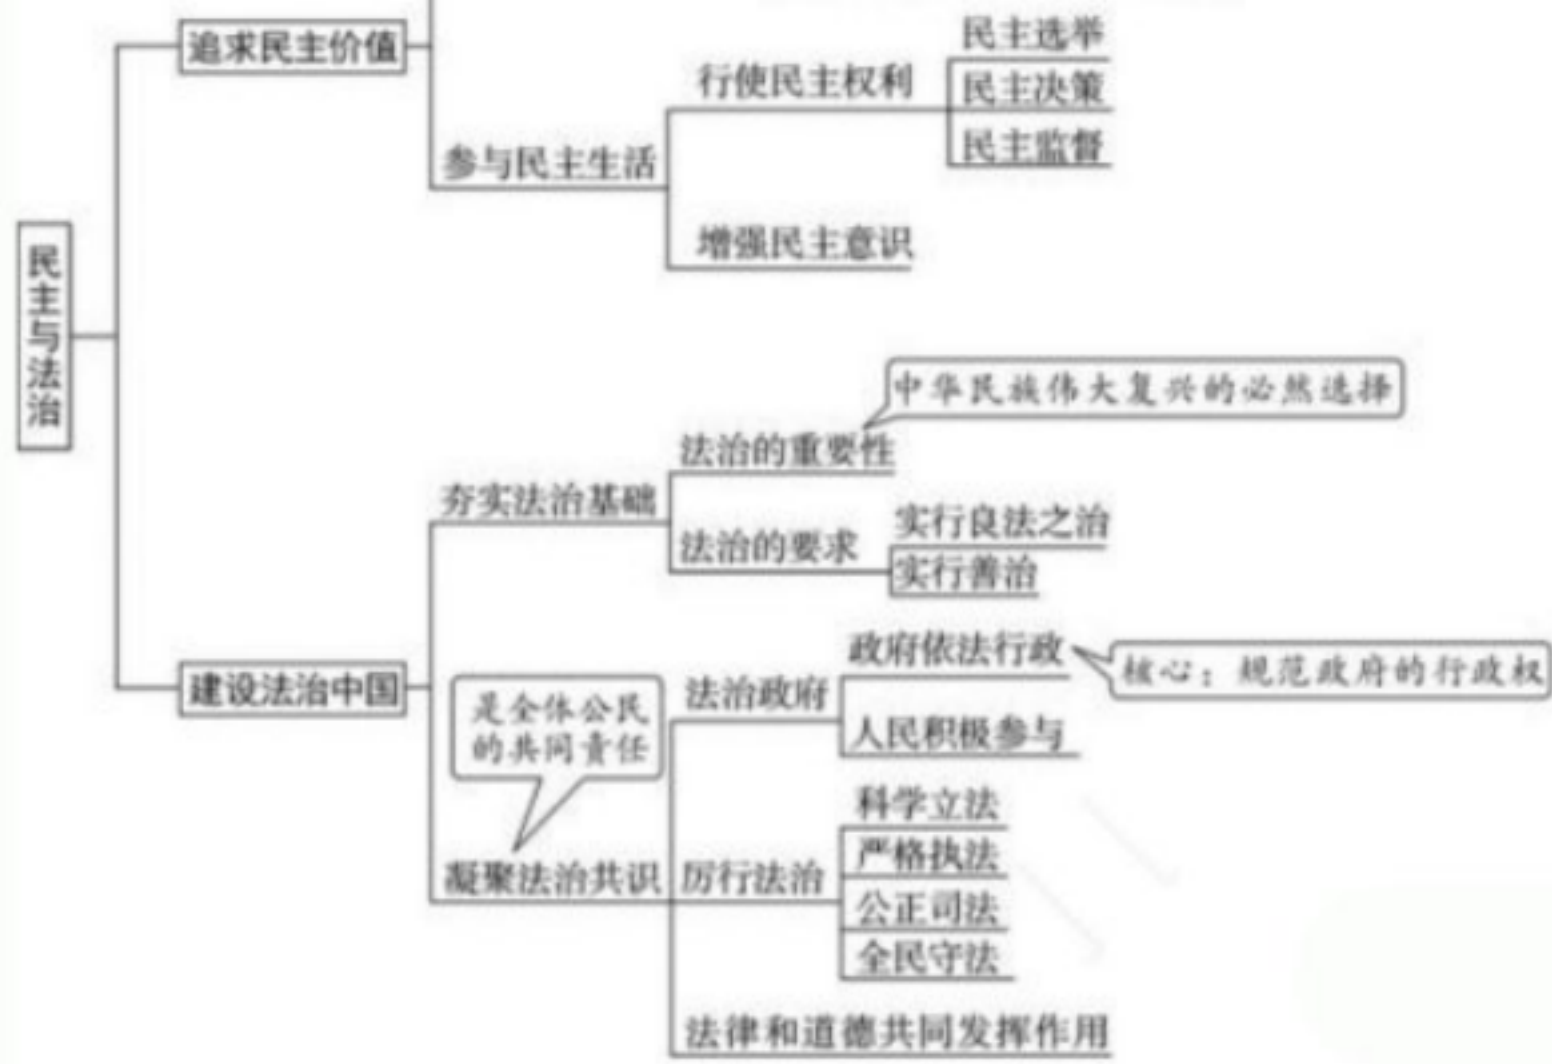 追求民主价值
民主选举
行使民主权利
民主决策
民主监督
参与民主生活
增强民主意识
民主与法治
中华民族伟大复兴的必然选择
法治的重要性
夯实法治基础
实行良法之治
法治的要求
实行善治
政府依法行政
核心：规范政府的行政权
建设法治中国
是全体公民
的共同责任
法治政府
人民积极参与
科学立法
严格执法
凝聚法治共识
厉行法治
公正司法
全民守法
法律和道德共同发挥作用